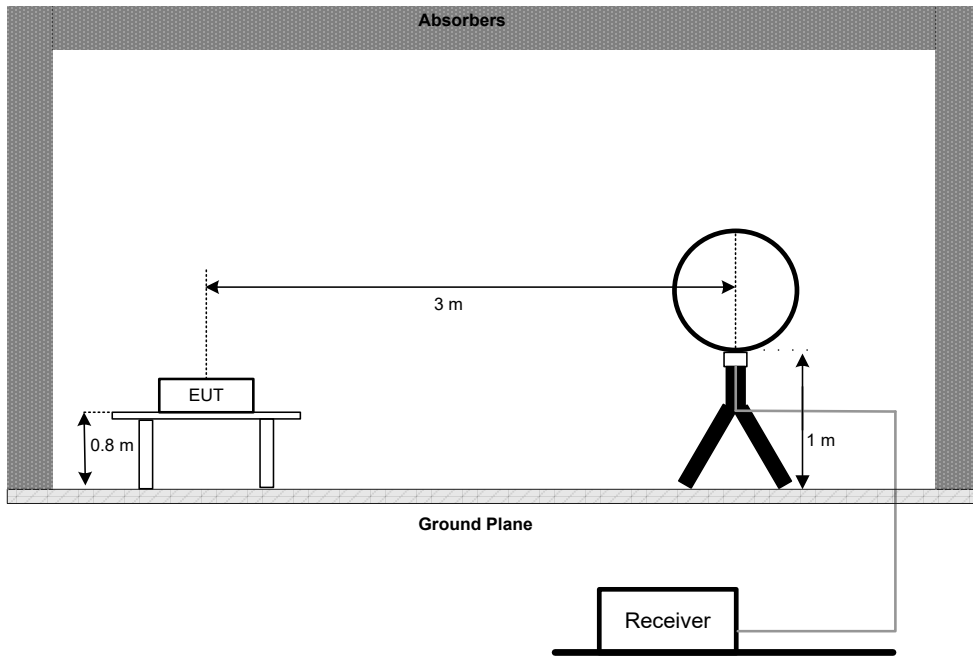 Absorbers
3 m
EUT
0.8 m
1 m
Ground Plane
Receiver